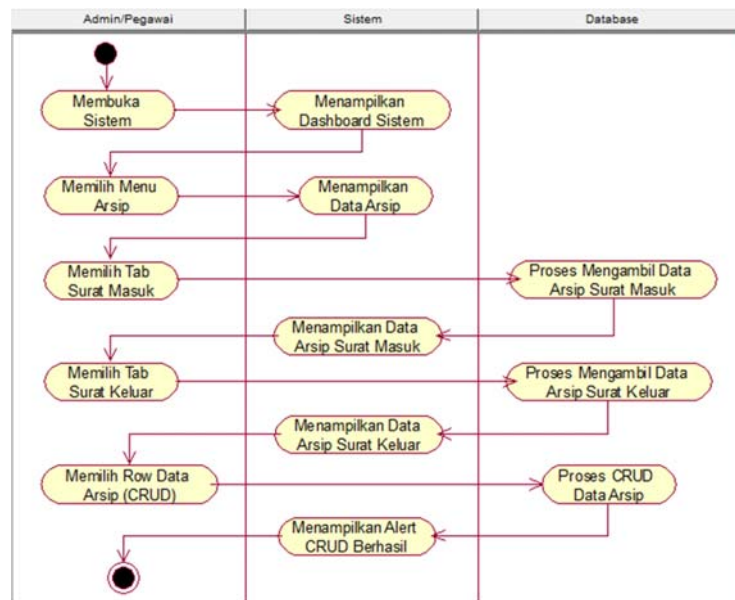 Admin/Pegawai
Sistem
Database
Membuka
Sistem
Menampilkan
Dashboard Sistem
Memilih Menu
Arsip
Menampilkan
Data Arsip
Memilih Tab
Surat Masuk
Proses Mengambil Data
Arsip Surat Masuk
Menampilkan Data
Arsip Surat Masuk
Memilih Tab
Surat Keluar
Proses Mengambil Data
Arsip Surat Keluar
Menampilkan Data
Arsip Surat Keluar
Memilih Row Data
Arsip (CRUD)
Proses CRUD
Data Arsip
Menampilkan Alert
CRUD Berhasil